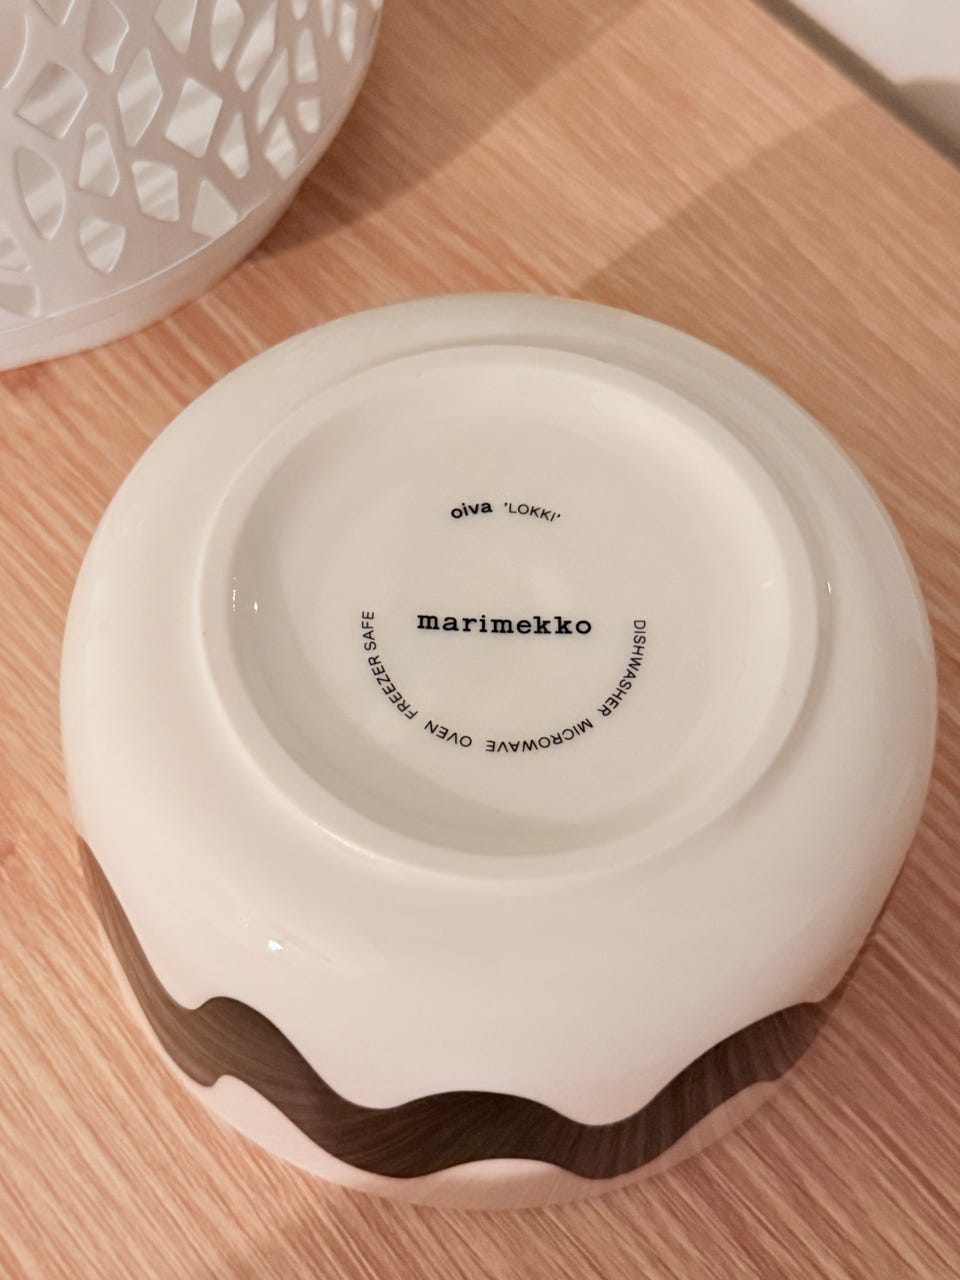 oiva 'LOKKI'
marimekko
DISHWASHER MICROWAVE OVEN FREEZER SAFE